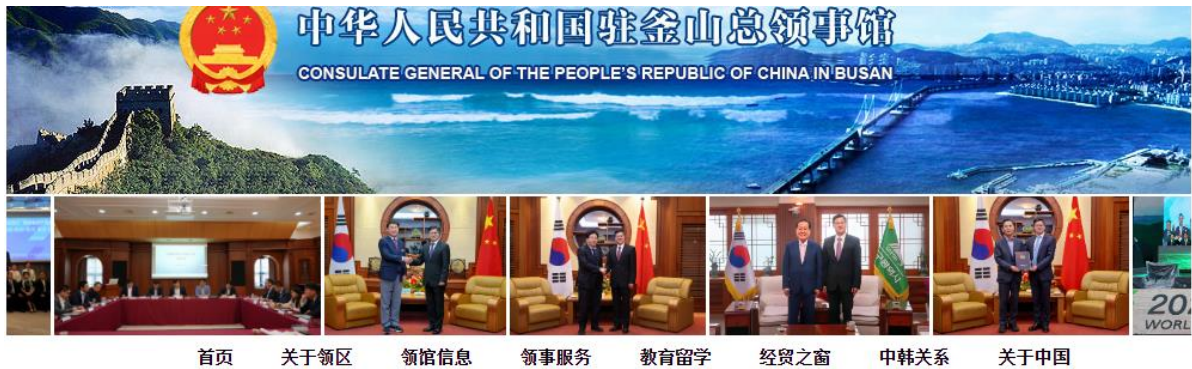 中华人民共和国驻釜山总领事馆
CONSULATE GENERAL OF THE PEOPLE'S REPUBLIC OF CHINA IN BUSAN
首页 关于领区 领馆信息 领事服务 教育留学 经贸之窗 中韩关系 关于中国